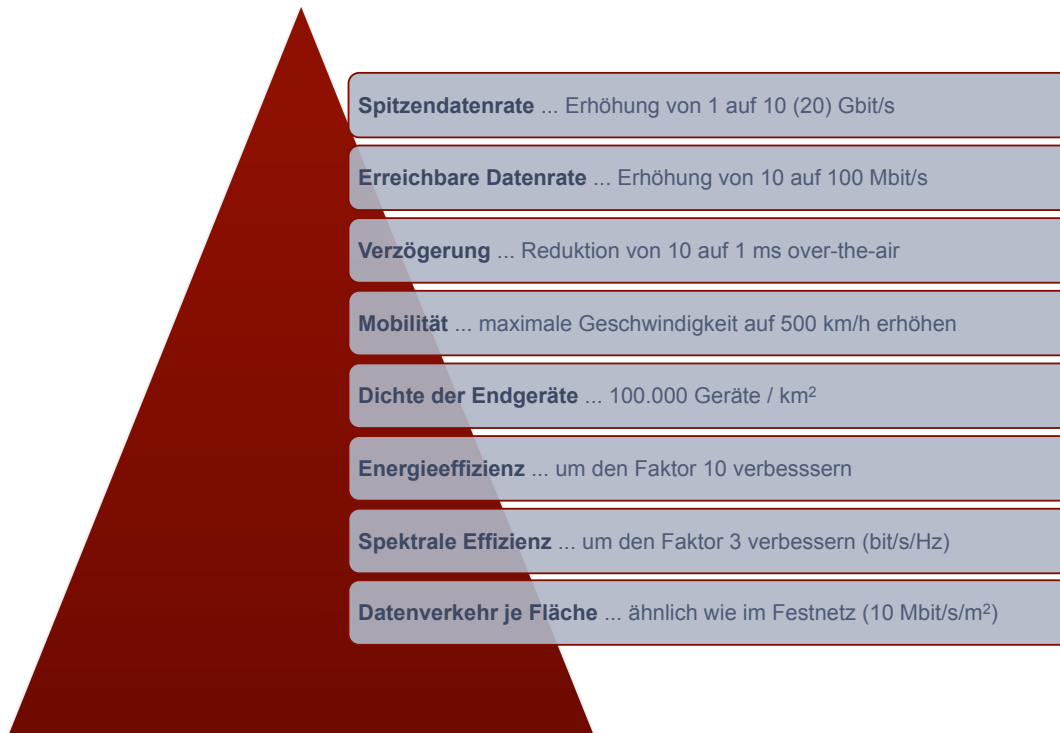 Spitzendatenrate ... Erhöhung von 1 auf 10 (20) Gbit/s
Erreichbare Datenrate ... Erhöhung von 10 auf 100 Mbit/s
Verzögerung ... Reduktion von 10 auf 1 ms over-the-air
Mobilität ... maximale Geschwindigkeit auf 500 km/h erhöhen
Dichte der Endgeräte ... 100.000 Geräte / km²
Energieeffizienz ... um den Faktor 10 verbesssern
Spektrale Effizienz ... um den Faktor 3 verbessern (bit/s/Hz)
Datenverkehr je Fläche ... ähnlich wie im Festnetz (10 Mbit/s/m²)